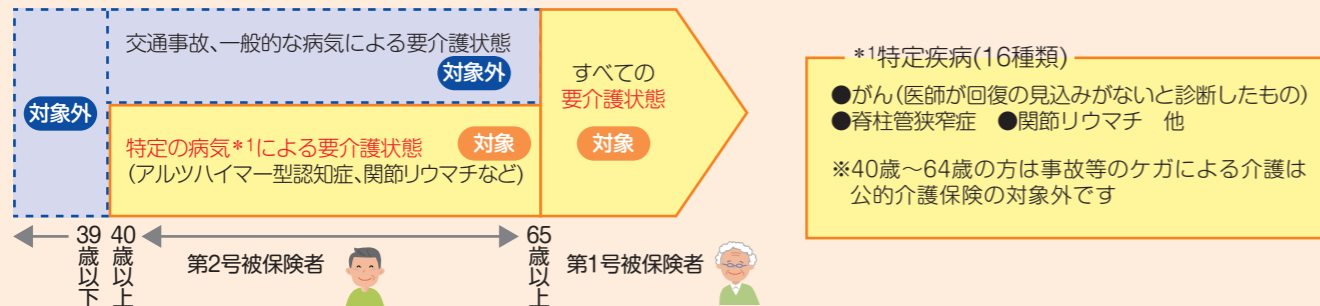 対象外
交通事故、一般的な病気による要介護状態
対象外
特定の病気*1による要介護状態
対象
(アルツハイマー型認知症、関節リウマチなど)
すべての
要介護状態
対象
39歳以下
40歳以上
第2号被保険者
65歳以上
第1号被保険者
*1特定疾病(16種類)
●がん(医師が回復の見込みがないと診断したもの)
●脊柱管狭窄症 ●関節リウマチ 他
※40歳〜64歳の方は事故等のケガによる介護は
公的介護保険の対象外です